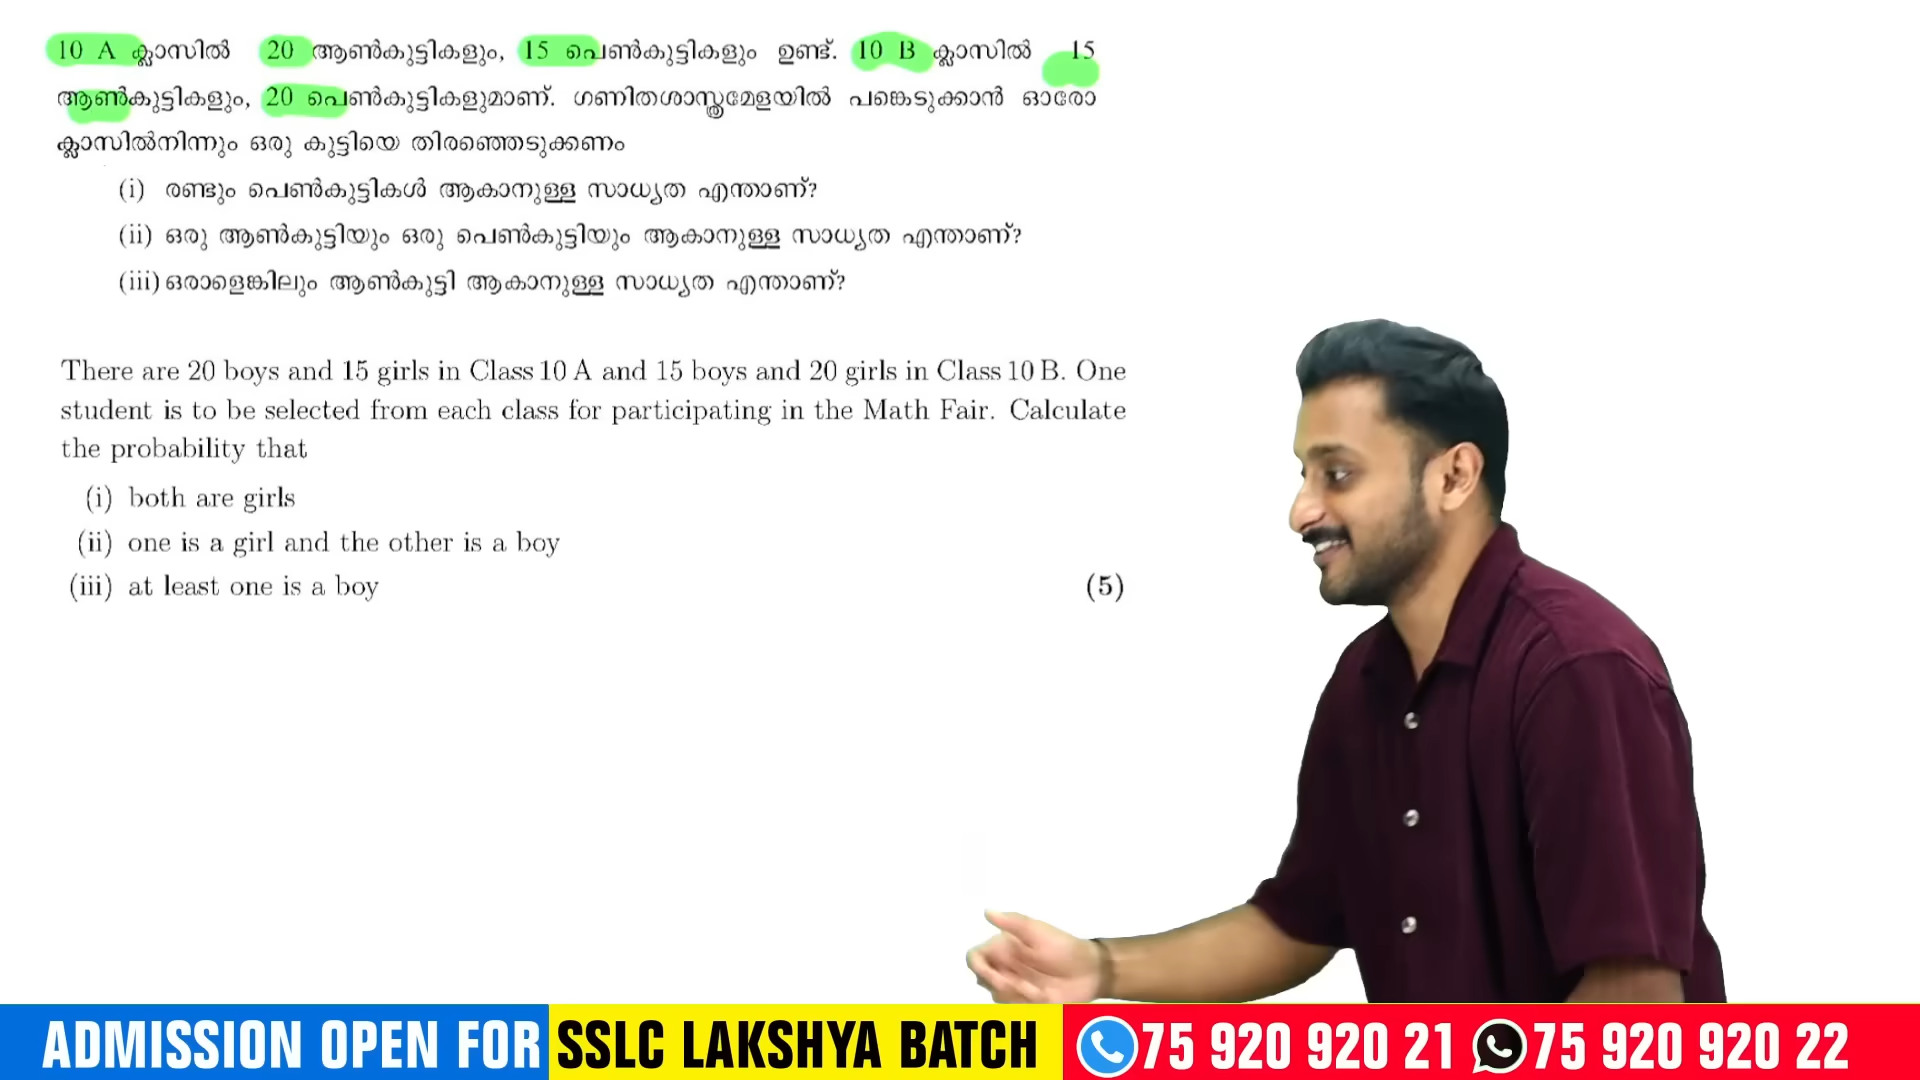 10 A ക്ലാസിൽ 20 ആൺകുട്ടികളും, 15 പെൺകുട്ടികളും ഉണ്ട്. 10 B ക്ലാസിൽ 15
ആൺകുട്ടികളും, 20 പെൺകുട്ടികളുമാണ്. ഗണിതശാസ്ത്രമേളയിൽ പങ്കെടുക്കാൻ ഓരോ
ക്ലാസിൽനിന്നും ഒരു കുട്ടിയെ തിരഞ്ഞെടുക്കണം
(i) രണ്ടും പെൺകുട്ടികൾ ആകാനുള്ള സാധ്യത എന്താണ്?
(ii) ഒരു ആൺകുട്ടിയും ഒരു പെൺകുട്ടിയും ആകാനുള്ള സാധ്യത എന്താണ്?
(iii) ഒരാളെങ്കിലും ആൺകുട്ടി ആകാനുള്ള സാധ്യത എന്താണ്?
There are 20 boys and 15 girls in Class 10 A and 15 boys and 20 girls in Class 10 B. One
student is to be selected from each class for participating in the Math Fair. Calculate
the probability that
(i) both are girls
(ii) one is a girl and the other is a boy
(iii) at least one is a boy (5)
ADMISSION OPEN FOR SSLC LAKSHYA BATCH 75 920 920 21 75 920 920 22